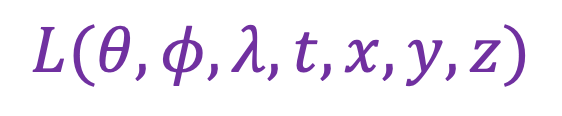 L(θ, ϕ, λ, t, x, y, z)